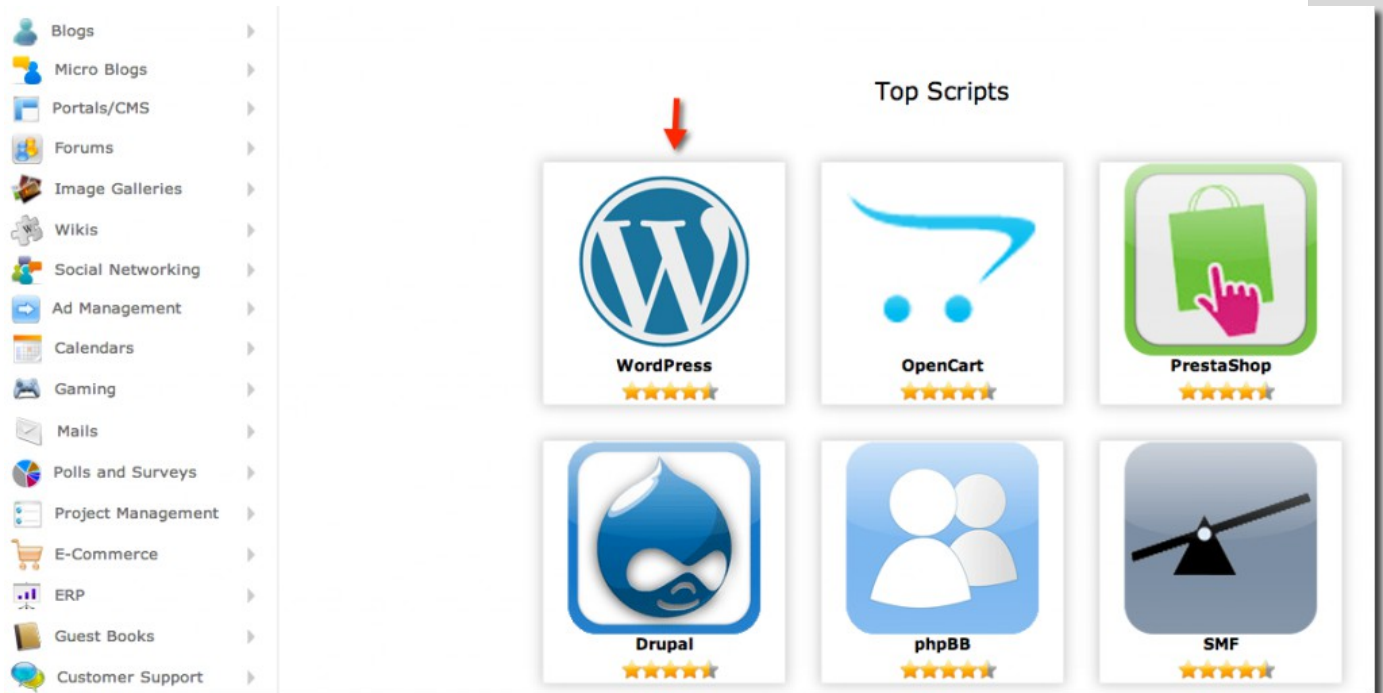 Blogs
Micro Blogs
Portals/CMS
Forums
Image Galleries
Wikis
Social Networking
Ad Management
Calendars
Gaming
Mails
Polls and Surveys
Project Management
E-Commerce
ERP
Guest Books
Customer Support
Top Scripts
WordPress
OpenCart
PrestaShop
Drupal
phpBB
SMF